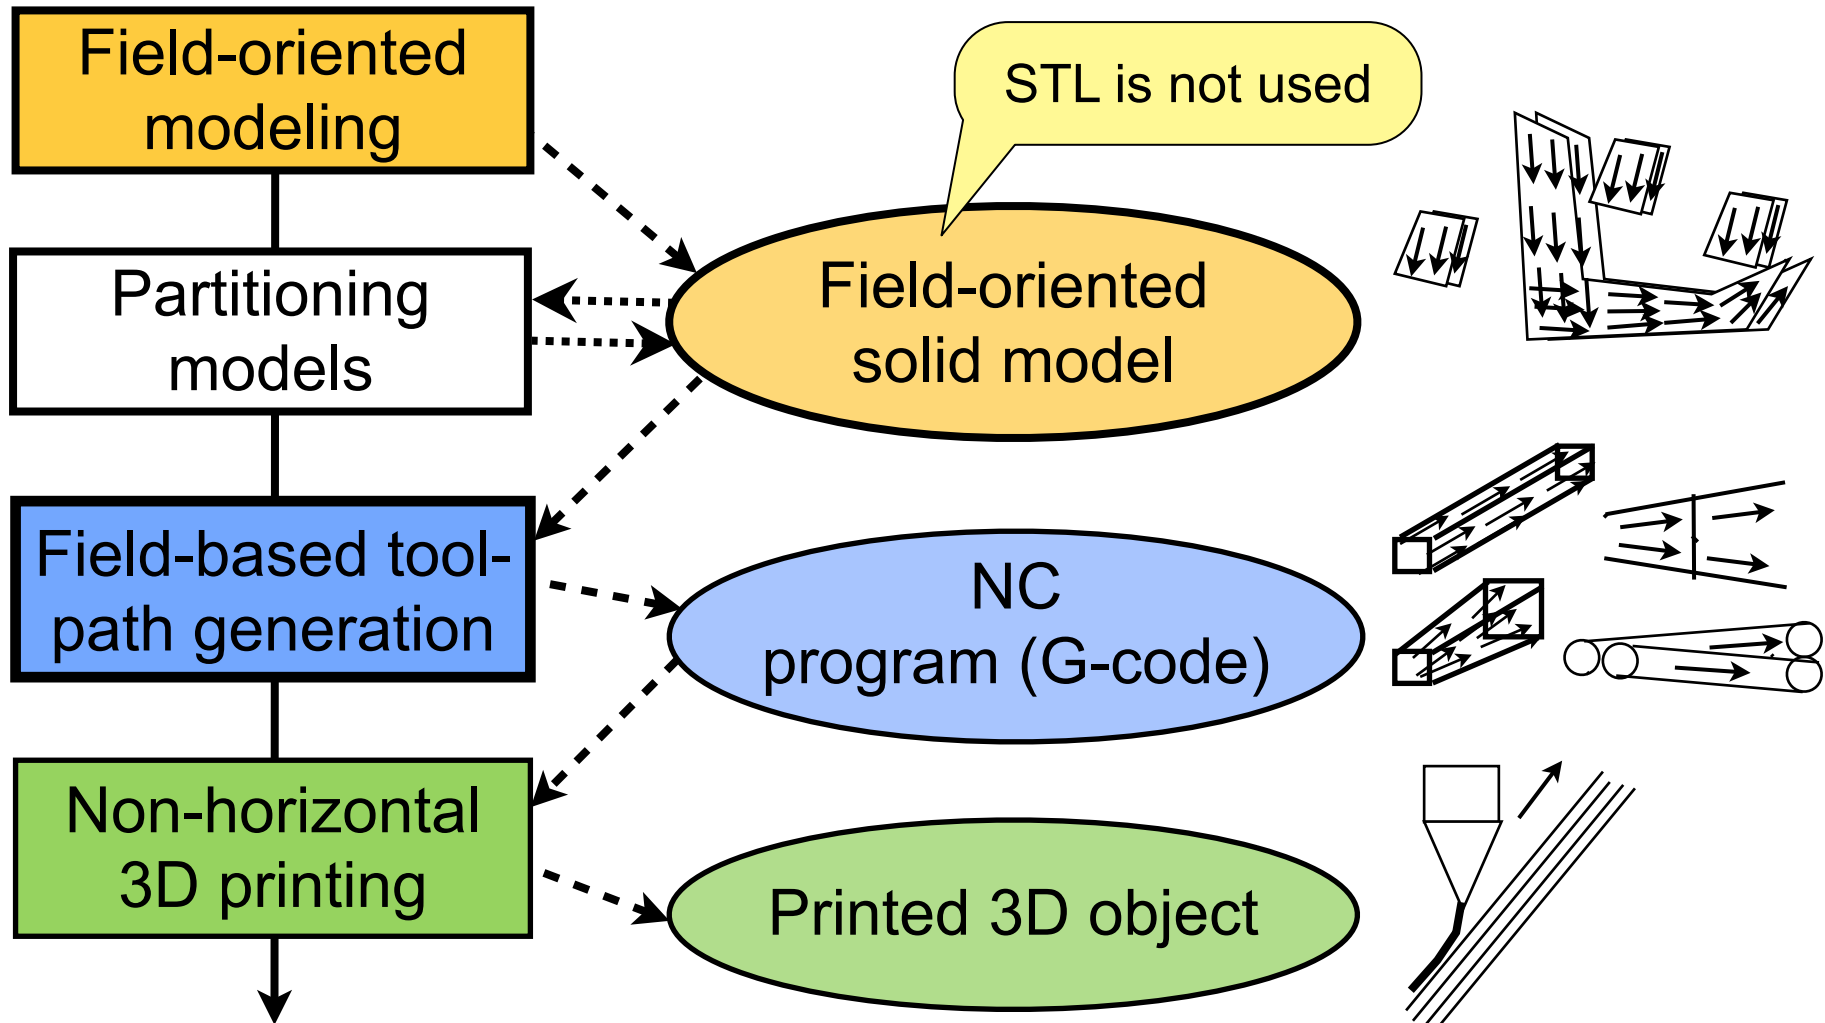 Field-oriented
modeling
STL is not used
Partitioning
models
Field-oriented
solid model
Field-based tool-
path generation
NC
program (G-code)
Non-horizontal
3D printing
Printed 3D object